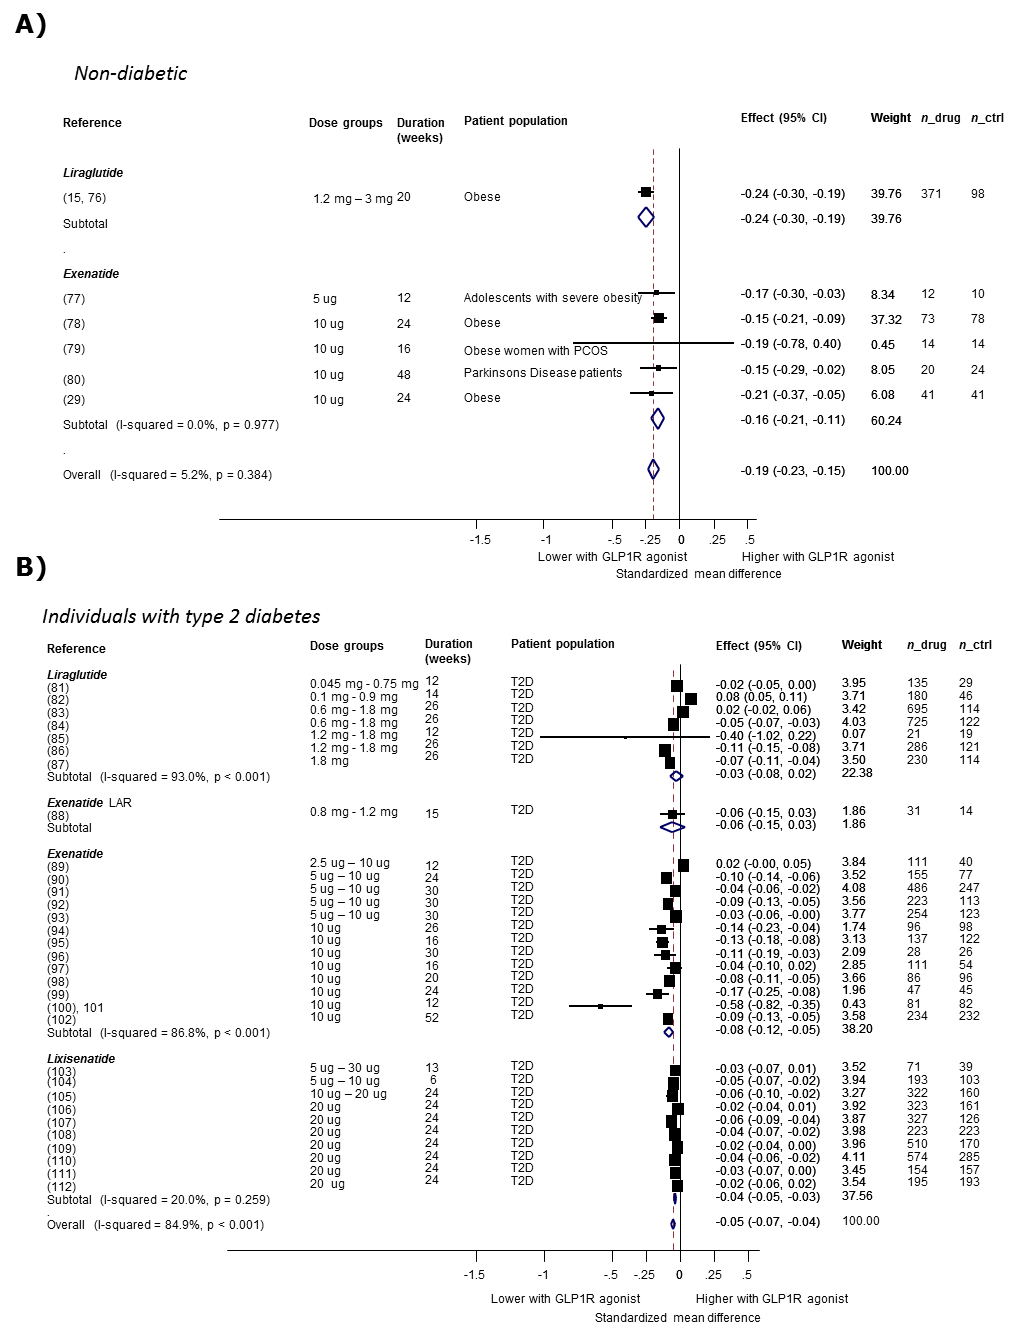 A)
Non-diabetic
Reference Dose groups Duration (weeks) Patient population Effect (95% CI) Weight n_drug n_ctrl
Liraglutide
(15, 76) 1.2 mg – 3 mg 20 Obese -0.24 (-0.30, -0.19) 39.76 371 98
Subtotal -0.24 (-0.30, -0.19) 39.76
.
Exenatide
(77) 5 ug 12 Adolescents with severe obesity -0.17 (-0.30, -0.03) 8.34 12 10
(78) 10 ug 24 Obese -0.15 (-0.21, -0.09) 37.32 73 78
(79) 10 ug 16 Obese women with PCOS -0.19 (-0.78, 0.40) 0.45 14 14
(80) 10 ug 48 Parkinsons Disease patients -0.15 (-0.29, -0.02) 8.05 20 24
(29) 10 ug 24 Obese -0.21 (-0.37, -0.05) 6.08 41 41
Subtotal (I-squared = 0.0%, p = 0.977) -0.16 (-0.21, -0.11) 60.24
.
Overall (I-squared = 5.2%, p = 0.384) -0.19 (-0.23, -0.15) 100.00
-1.5 -1 -.5 -.25 0 .25 .5
Lower with GLP1R agonist Higher with GLP1R agonist
Standardized mean difference
B)
Individuals with type 2 diabetes
Reference Dose groups Duration (weeks) Patient population Effect (95% CI) Weight n_drug n_ctrl
Liraglutide
(81) 0.045 mg - 0.75 mg 12 T2D -0.02 (-0.05, 0.00) 3.95 135 29
(82) 0.1 mg - 0.9 mg 14 T2D 0.08 (0.05, 0.11) 3.71 180 46
(83) 0.6 mg - 1.8 mg 26 T2D 0.02 (-0.02, 0.06) 3.42 695 114
(84) 0.6 mg - 1.8 mg 26 T2D -0.05 (-0.07, -0.03) 4.03 725 122
(85) 1.2 mg - 1.8 mg 12 T2D -0.40 (-1.02, 0.22) 0.07 21 19
(86) 1.2 mg - 1.8 mg 26 T2D -0.11 (-0.15, -0.08) 3.71 286 121
(87) 1.8 mg 26 T2D -0.07 (-0.11, -0.04) 3.50 230 114
Subtotal (I-squared = 93.0%, p < 0.001) -0.03 (-0.08, 0.02) 22.38
Exenatide LAR
(88) 0.8 mg - 1.2 mg 15 T2D -0.06 (-0.15, 0.03) 1.86 31 14
Subtotal -0.06 (-0.15, 0.03) 1.86
Exenatide
(89) 2.5 ug – 10 ug 12 T2D 0.02 (-0.00, 0.05) 3.84 111 40
(90) 5 ug – 10 ug 24 T2D -0.10 (-0.14, -0.06) 3.52 155 77
(91) 5 ug – 10 ug 30 T2D -0.04 (-0.06, -0.02) 4.08 486 247
(92) 5 ug – 10 ug 30 T2D -0.09 (-0.13, -0.05) 3.56 223 113
(93) 5 ug – 10 ug 30 T2D -0.03 (-0.06, -0.00) 3.77 254 123
(94) 10 ug 26 T2D -0.14 (-0.23, -0.04) 1.74 96 98
(95) 10 ug 16 T2D -0.13 (-0.18, -0.08) 3.13 137 122
(96) 10 ug 30 T2D -0.11 (-0.19, -0.03) 2.09 28 26
(97) 10 ug 16 T2D -0.04 (-0.10, 0.02) 2.85 111 54
(98) 10 ug 20 T2D -0.08 (-0.11, -0.05) 3.66 86 96
(99) 10 ug 24 T2D -0.17 (-0.25, -0.08) 1.96 47 45
(100), 101 10 ug 12 T2D -0.58 (-0.82, -0.35) 0.43 81 82
(102) 10 ug 52 T2D -0.09 (-0.13, -0.05) 3.58 234 232
Subtotal (I-squared = 86.8%, p < 0.001) -0.08 (-0.12, -0.05) 38.20
Lixisenatide
(103) 5 ug – 30 ug 13 T2D -0.03 (-0.07, 0.01) 3.52 71 39
(104) 5 ug – 10 ug 6 T2D -0.05 (-0.07, -0.02) 3.94 193 103
(105) 10 ug – 20 ug 24 T2D -0.06 (-0.10, -0.02) 3.27 322 160
(106) 20 ug 24 T2D -0.02 (-0.04, 0.01) 3.92 323 161
(107) 20 ug 24 T2D -0.06 (-0.09, -0.04) 3.87 327 126
(108) 20 ug 24 T2D -0.04 (-0.07, -0.02) 3.98 223 223
(109) 20 ug 24 T2D -0.02 (-0.04, 0.00) 3.96 510 170
(110) 20 ug 24 T2D -0.04 (-0.06, -0.02) 4.11 574 285
(111) 20 ug 24 T2D -0.03 (-0.07, 0.00) 3.45 154 157
(112) 20 ug 24 T2D -0.02 (-0.06, 0.02) 3.54 195 193
Subtotal (I-squared = 20.0%, p = 0.259) -0.04 (-0.05, -0.03) 37.56
.
Overall (I-squared = 84.9%, p < 0.001) -0.05 (-0.07, -0.04) 100.00
-1.5 -1 -.5 -.25 0 .25 .5
Lower with GLP1R agonist Higher with GLP1R agonist
Standardized mean difference